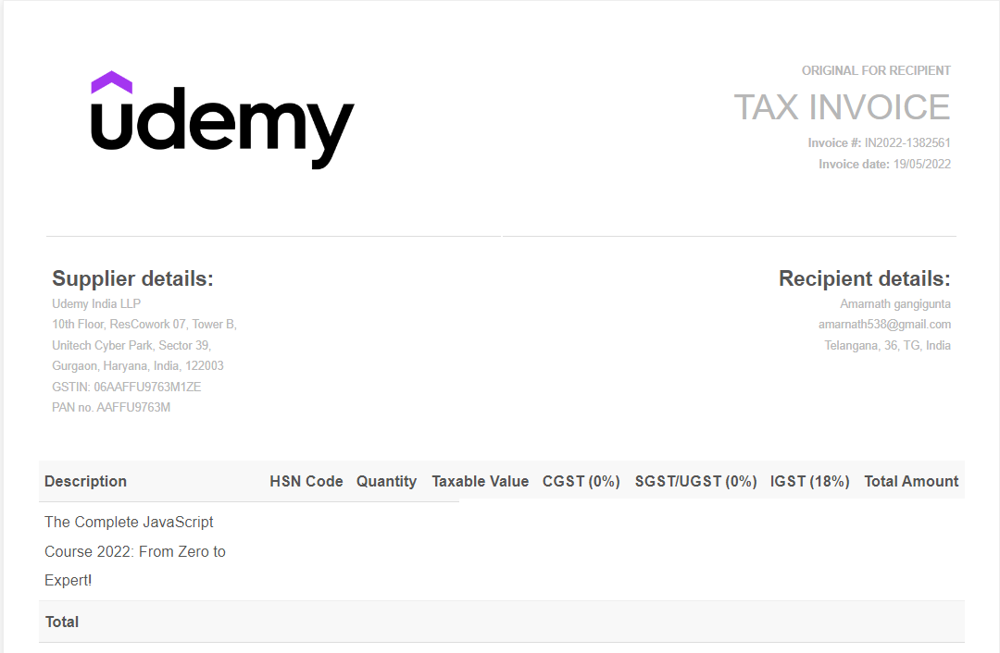 udemy
ORIGINAL FOR RECIPIENT
TAX INVOICE
Invoice #: IN2022-1382561
Invoice date: 19/05/2022
Supplier details:
Udemy India LLP
10th Floor, ResCowork 07, Tower B,
Unitech Cyber Park, Sector 39,
Gurgaon, Haryana, India, 122003
GSTIN: 06AAFFU9763M1ZE
PAN no. AAFFU9763M
Recipient details:
Amarnath gangigunta
amarnath538@gmail.com
Telangana, 36, TG, India
Description HSN Code Quantity Taxable Value CGST (0%) SGST/UGST (0%) IGST (18%) Total Amount
The Complete JavaScript
Course 2022: From Zero to
Expert!
Total